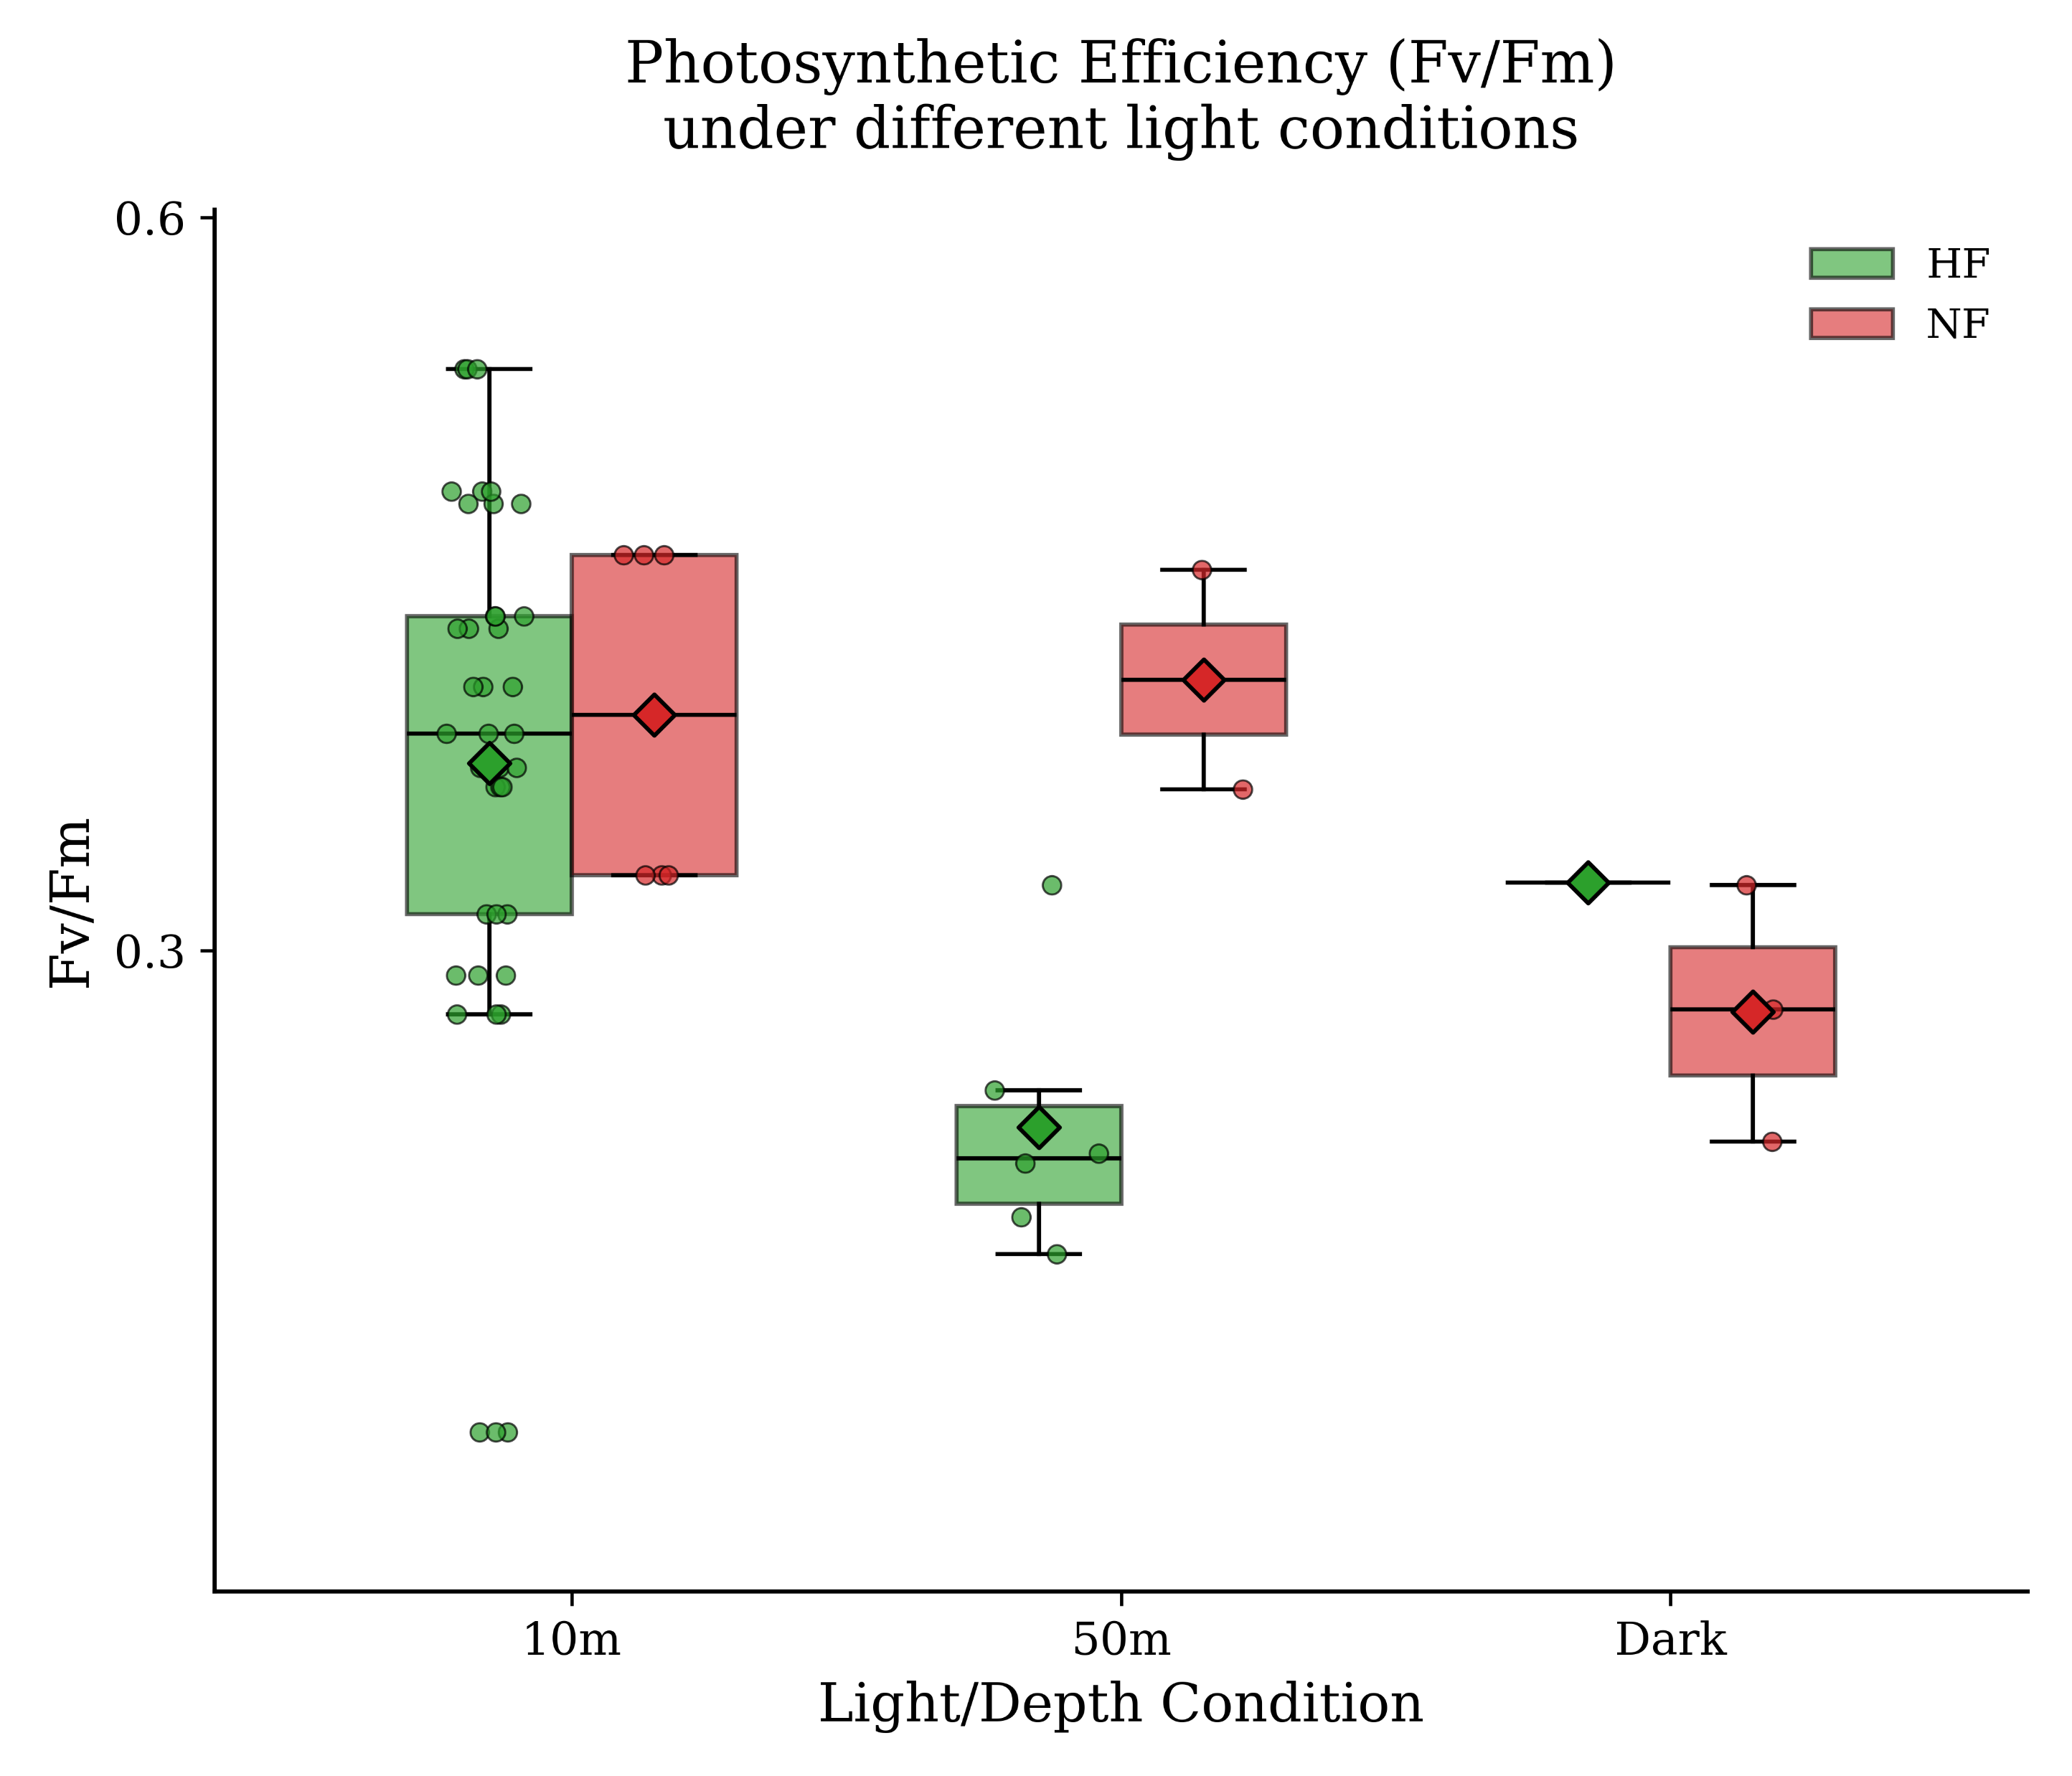 Photosynthetic Efficiency (Fv/Fm)
under different light conditions
0.6
HF
NF
Fv/Fm
0.3
10m
50m
Dark
Light/Depth Condition